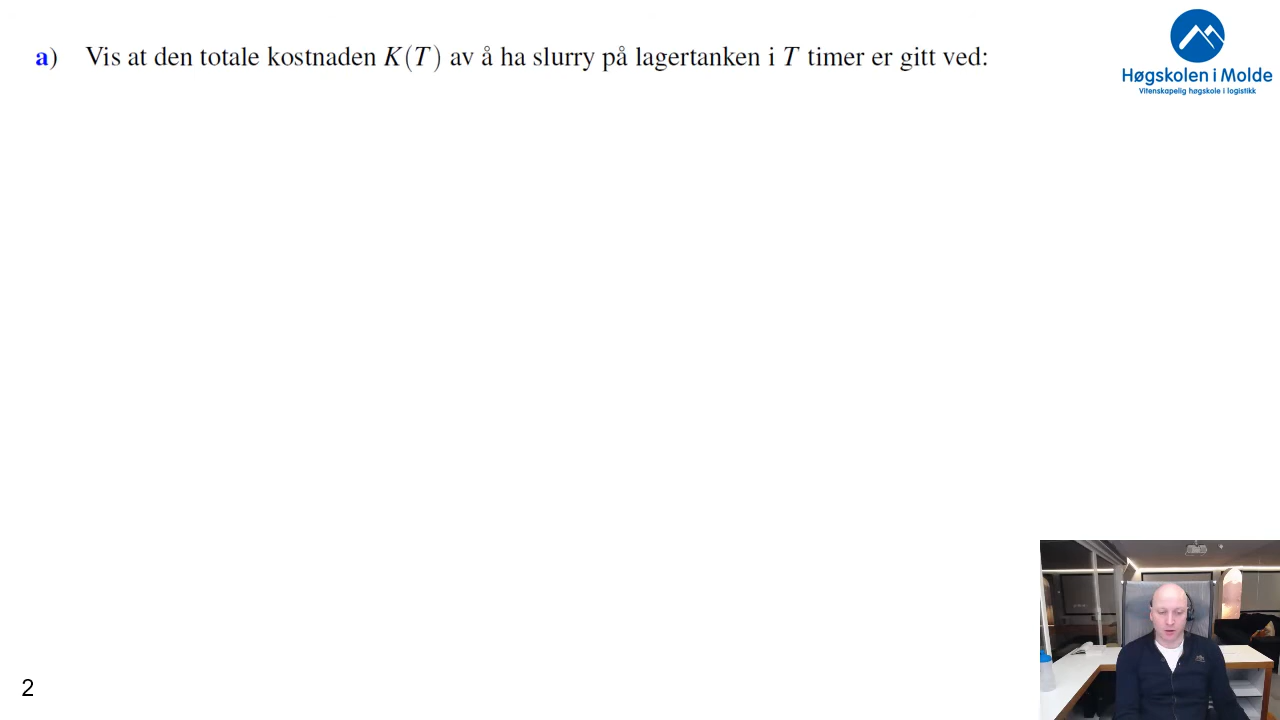 a) Vis at den totale kostnaden K(T) av å ha slurry på lagertanken i T timer er gitt ved:
Høgskolen i Molde
Vitenskapelig høgskole i logistikk
2